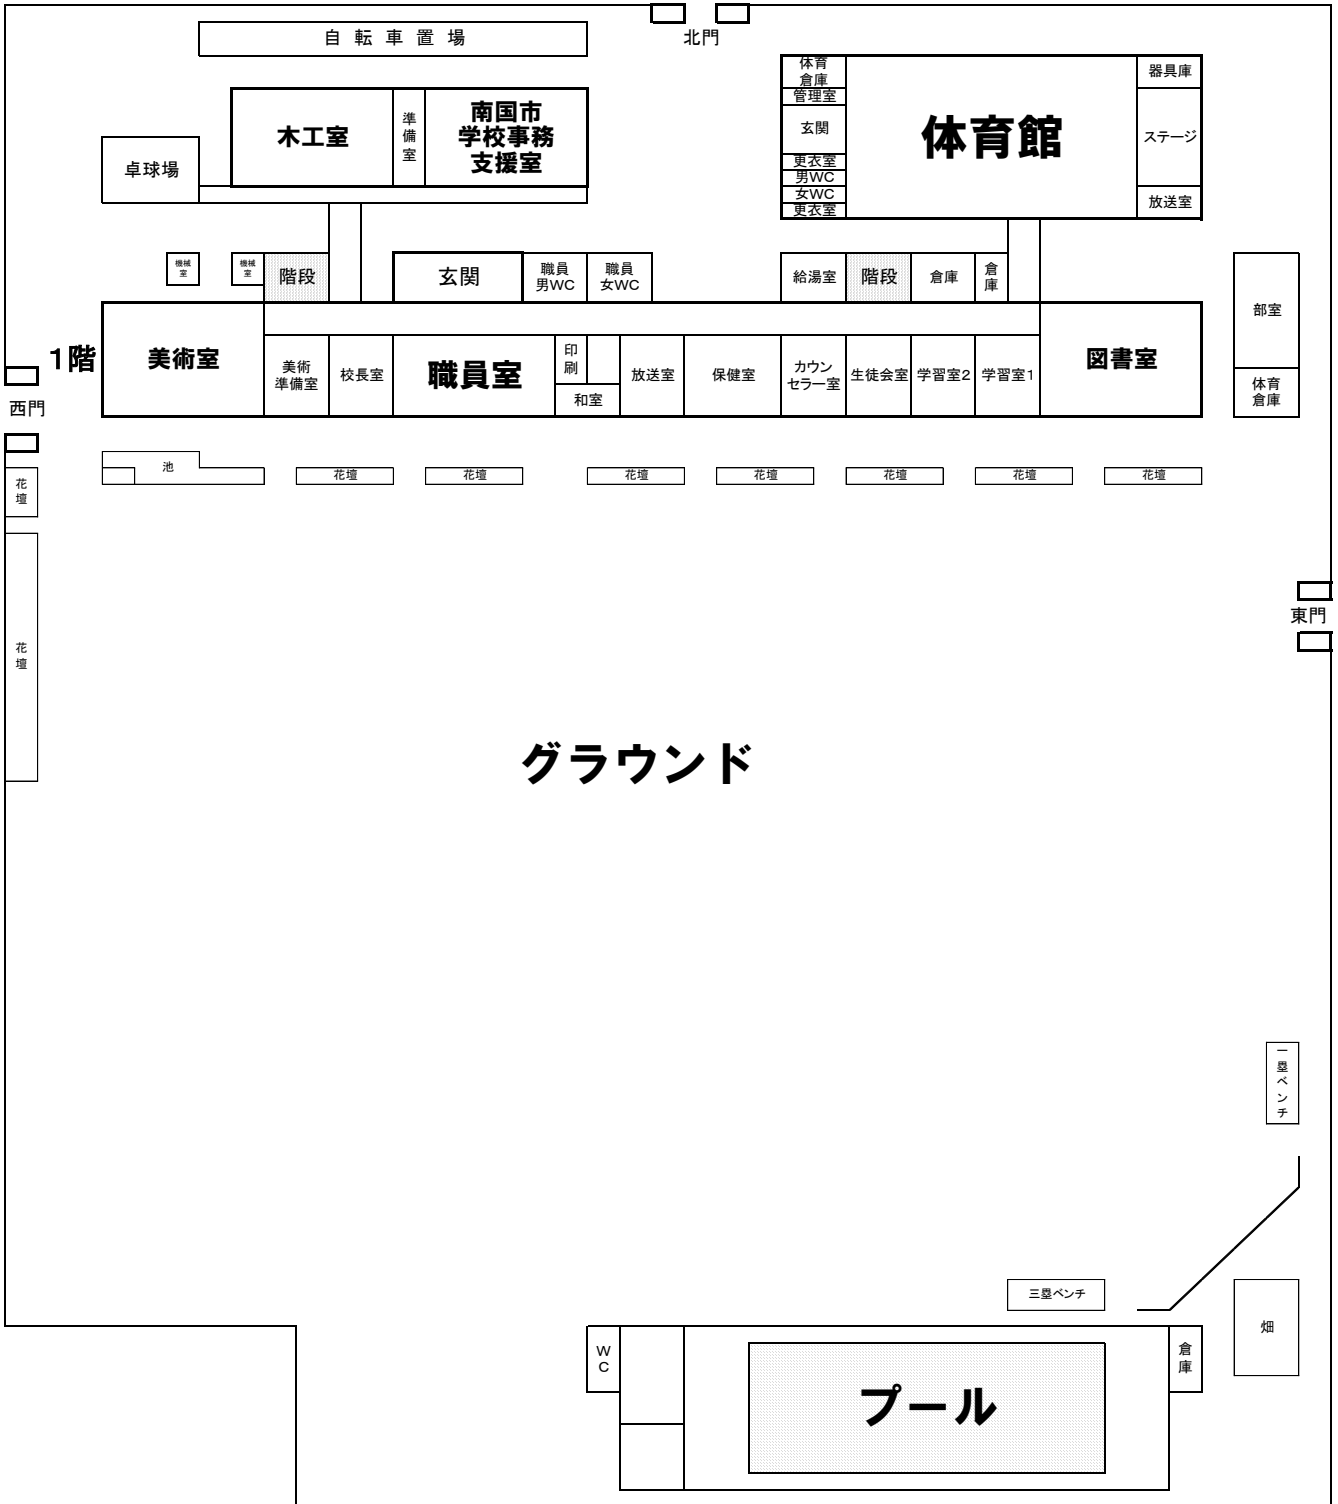 自転車置場
北門
木工室
準備室
南国市
学校事務
支援室
卓球場
体育
倉庫
管理室
玄関
更衣室
男WC
女WC
更衣室
体育館
器具庫
ステージ
放送室
機械
室
機械
室
階段
玄関
職員
男WC
職員
女WC
給湯室
階段
倉庫
倉庫
部室
体育
倉庫
1階
美術室
美術
準備室
校長室
職員室
印刷
和室
放送室
保健室
カウン
セラー室
生徒会室
学習室2
学習室1
図書室
西門
池
花壇
花壇
花壇
花壇
花壇
花壇
花壇
花壇
花壇
東門
グラウンド
一塁ベンチ
三塁ベンチ
畑
WC
プール
倉庫